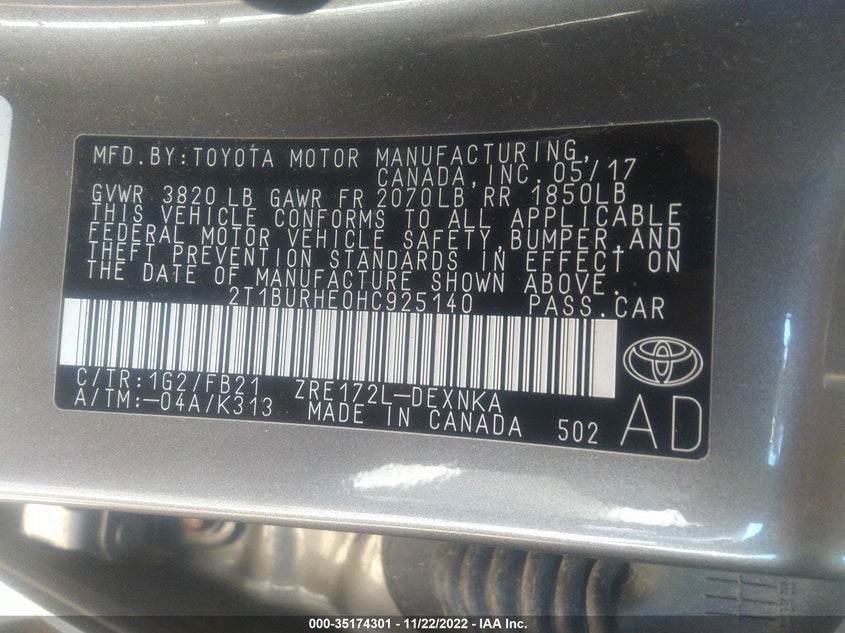 MFD.BY:TOYOTA MOTOR MANUFACTURING,
CANADA, INC. 05/17
GVWR 3820 LB GAWR FR 2070LB RR 1850LB
THIS VEHICLE CONFORMS TO ALL APPLICABLE
FEDERAL MOTOR VEHICLE SAFETY, BUMPER, AND
THEFT PREVENTION STANDARDS IN EFFECT ON
THE DATE OF MANUFACTURE SHOWN ABOVE.
2T1BURHE0HC925140 PASS.CAR
C/TR:1G2/FB21 ZRE172L-DEXNKA
A/TM:-04A/K313 MADE IN CANADA 502 AD
000-35174301 - 11/22/2022 - IAA Inc.